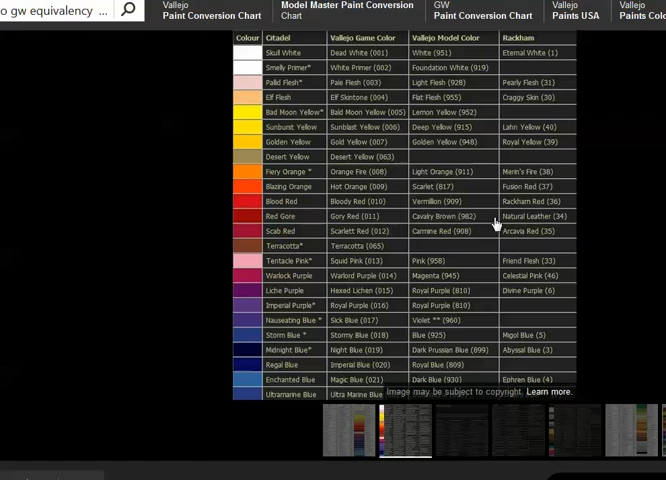 o gw equivalency ...
Vallejo
Paint Conversion Chart
Model Master Paint Conversion
Chart
GW
Paint Conversion Chart
Vallejo
Paints USA
Vallejo
Paints Colo
Colour Citadel Vallejo Game Color Vallejo Model Color Rackham
Skull White Dead White (001) White (951) Eternal White (1)
Smelly Primer* White Primer (002) Foundation White (919)
Pallid Flesh* Pale Flesh (003) Light Flesh (928) Pearly Flesh (31)
Elf Flesh Elf Skintone (004) Flat Flesh (955) Craggy Skin (30)
Bad Moon Yellow* Bald Moon Yellow (005) Lemon Yellow (952)
Sunburst Yellow Sunblast Yellow (006) Deep Yellow (915) Lahn Yellow (40)
Golden Yellow Gold Yellow (007) Golden Yellow (948) Royal Yellow (39)
Desert Yellow Desert Yellow (063)
Fiery Orange * Orange Fire (008) Light Orange (911) Merin's Fire (38)
Blazing Orange Hot Orange (009) Scarlet (817) Fusion Red (37)
Blood Red Bloody Red (010) Vermilion (909) Rackham Red (36)
Red Gore Gory Red (011) Cavalry Brown (982) Natural Leather (34)
Scab Red Scarlett Red (012) Carmine Red (908) Arcavia Red (35)
Terracotta* Terracotta (065)
Tentacle Pink* Squid Pink (013) Pink (958) Friend Flesh (33)
Warlock Purple Warlord Purple (014) Magenta (945) Celestial Pink (46)
Liche Purple Hexed Lichen (015) Royal Purple (810) Divine Purple (6)
Imperial Purple* Royal Purple (016) Royal Purple (810)
Nauseating Blue * Sick Blue (017) Violet ** (960)
Storm Blue * Stormy Blue (018) Blue (925) Migol Blue (5)
Midnight Blue* Night Blue (019) Dark Prussian Blue (899) Abyssal Blue (3)
Regal Blue Imperial Blue (020) Royal Blue (809)
Enchanted Blue Magic Blue (021) Dark Blue (930) Ephren Blue (4)
Ultramarine Blue Ultra Marine Blue
Image may be subject to copyright. Learn more.